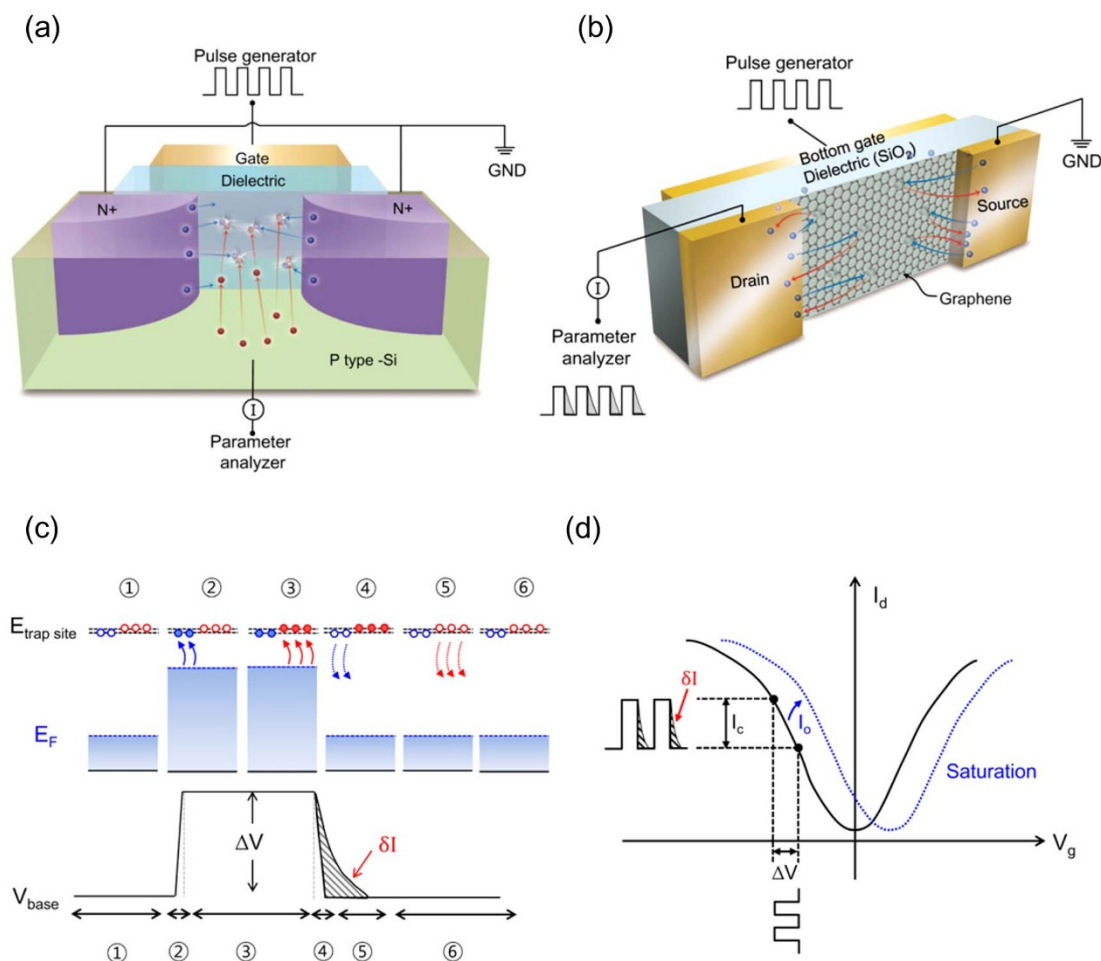 (a)
Pulse generator
GND
Gate
Dielectric
N+
N+
P type -Si
I
Parameter
analyzer
(b)
Pulse generator
GND
Bottom gate
Dielectric (SiO2)
Source
Drain
Graphene
I
Parameter
analyzer
(c)
① ② ③ ④ ⑤ ⑥
Etrap site
EF
ΔV
δI
Vbase
① ② ③ ④ ⑤ ⑥
(d)
Id
δI
Ic
Io
Saturation
Vg
ΔV